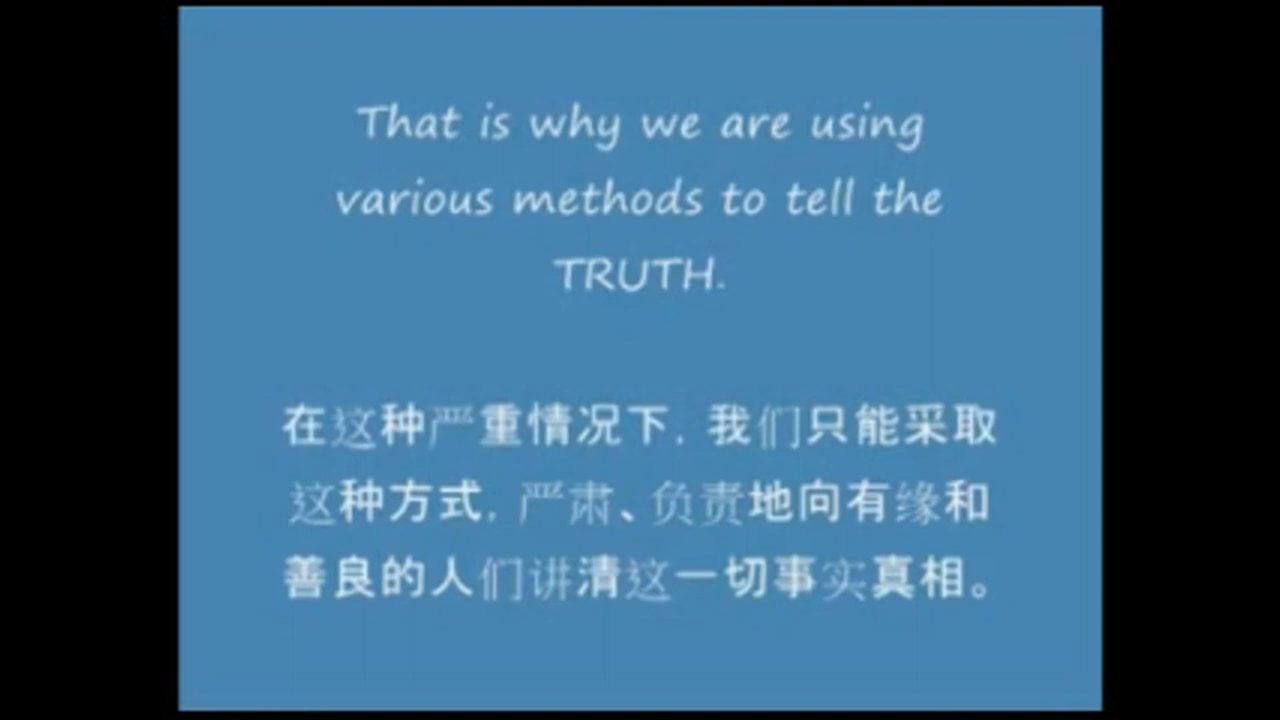 That is why we are using
various methods to tell the
TRUTH.
在这种严重情况下, 我们只能采取
这种方式, 严肃、负责地向有缘和
善良的人们讲清这一切事实真相。